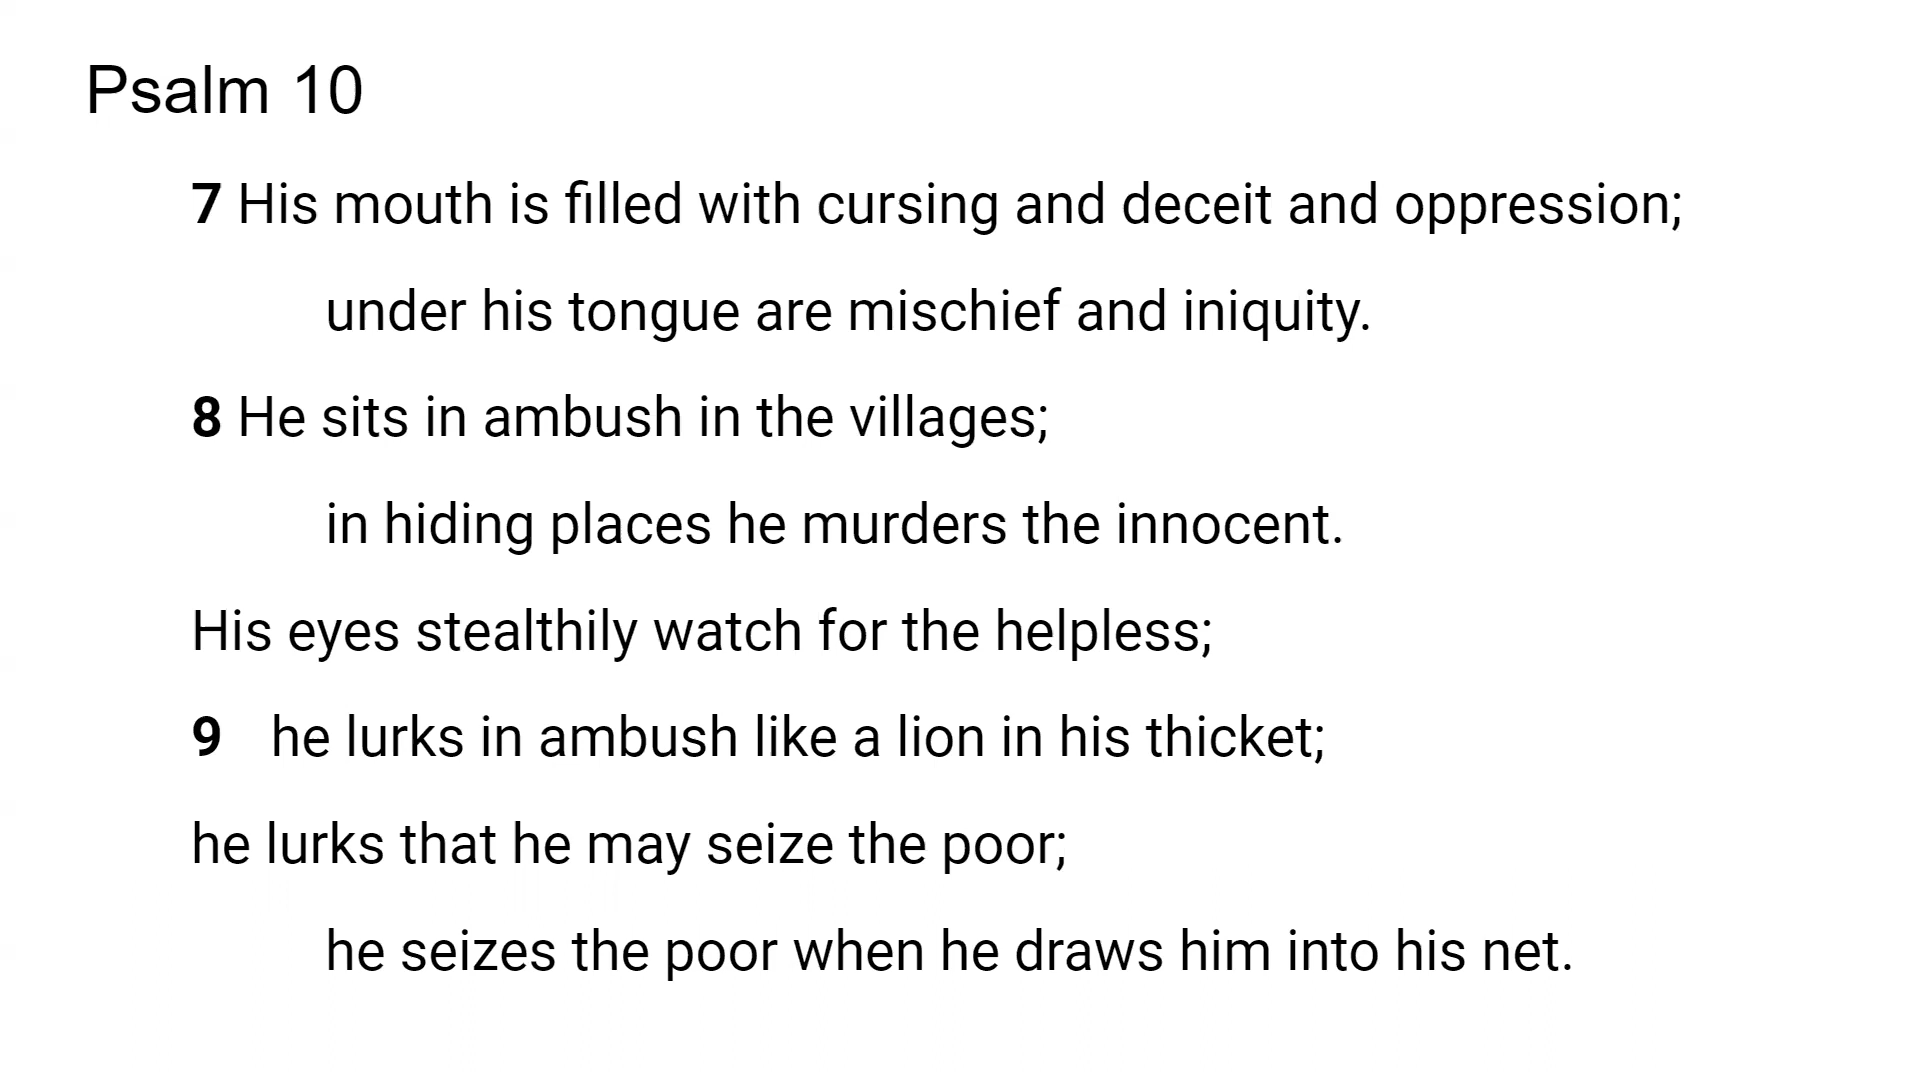 Psalm 10
7 His mouth is filled with cursing and deceit and oppression;
under his tongue are mischief and iniquity.
8 He sits in ambush in the villages;
in hiding places he murders the innocent.
His eyes stealthily watch for the helpless;
9 he lurks in ambush like a lion in his thicket;
he lurks that he may seize the poor;
he seizes the poor when he draws him into his net.